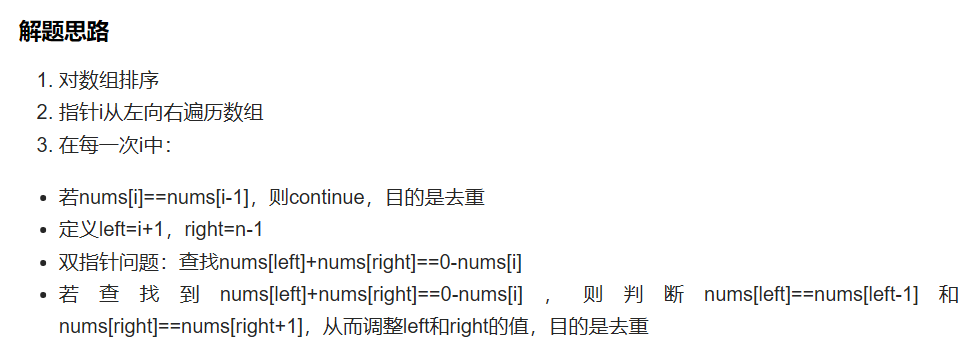 解题思路
1. 对数组排序
2. 指针i从左向右遍历数组
3. 在每一次i中：
• 若nums[i]==nums[i-1]，则continue，目的是去重
• 定义left=i+1，right=n-1
• 双指针问题：查找nums[left]+nums[right]==0-nums[i]
• 若查找到nums[left]+nums[right]==0-nums[i]，则判断nums[left]==nums[left-1]和
nums[right]==nums[right+1]，从而调整left和right的值，目的是去重